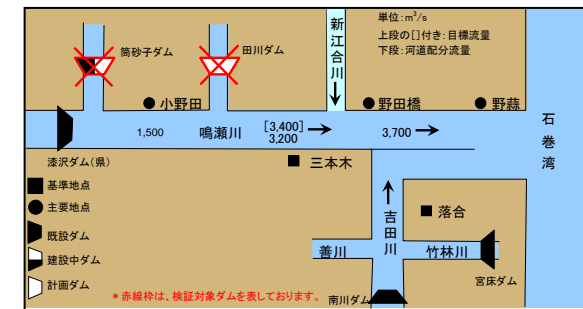 単位:m³/s
上段の[]付き:目標流量
下段:河道配分流量
新江合川
筒砂子ダム
田川ダム
小野田
野田橋
野蒜
石巻湾
1,500
鳴瀬川
[3,400]
3,200
3,700
漆沢ダム(県)
三本木
基準地点
主要地点
既設ダム
建設中ダム
計画ダム
吉田川
落合
善川
竹林川
宮床ダム
南川ダム
*赤線枠は、検証対象ダムを表しております。